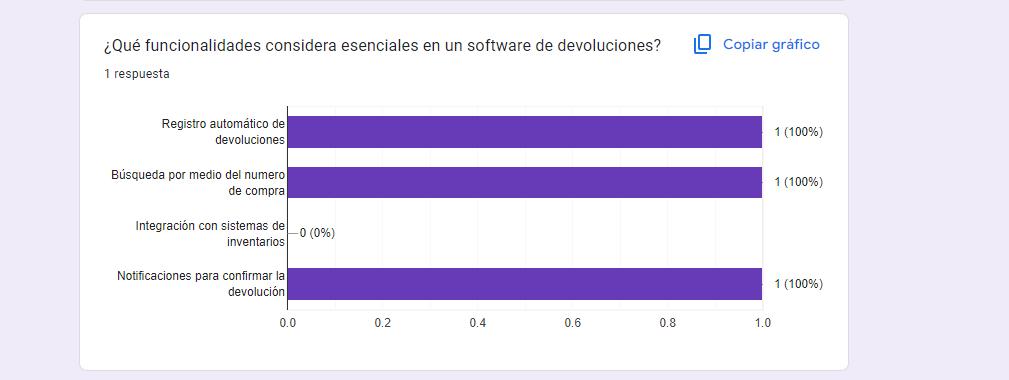 ¿Qué funcionalidades considera esenciales en un software de devoluciones?
Copiar gráfico
1 respuesta
Registro automático de
devoluciones
1 (100%)
Búsqueda por medio del numero
de compra
1 (100%)
Integración con sistemas de
inventarios
0 (0%)
Notificaciones para confirmar la
devolución
1 (100%)
0.0 0.2 0.4 0.6 0.8 1.0